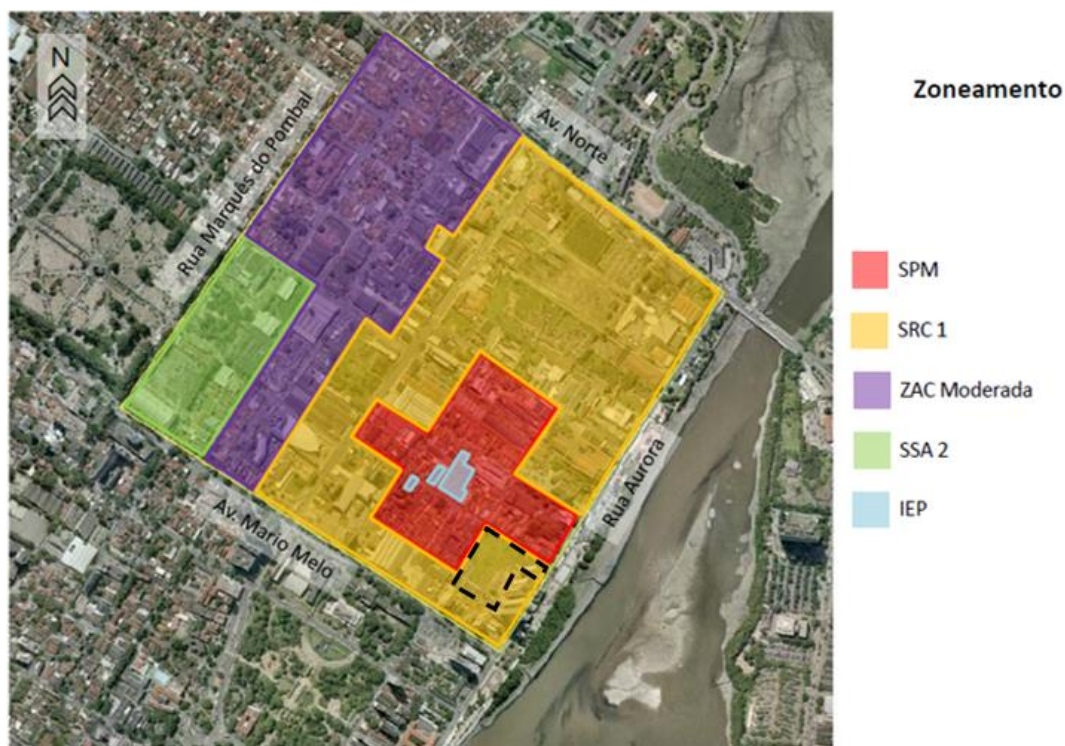 N
Rua Marquês do Pombal
Av. Norte
Rua Aurora
Av. Mario Melo
Zoneamento
SPM
SRC 1
ZAC Moderada
SSA 2
IEP